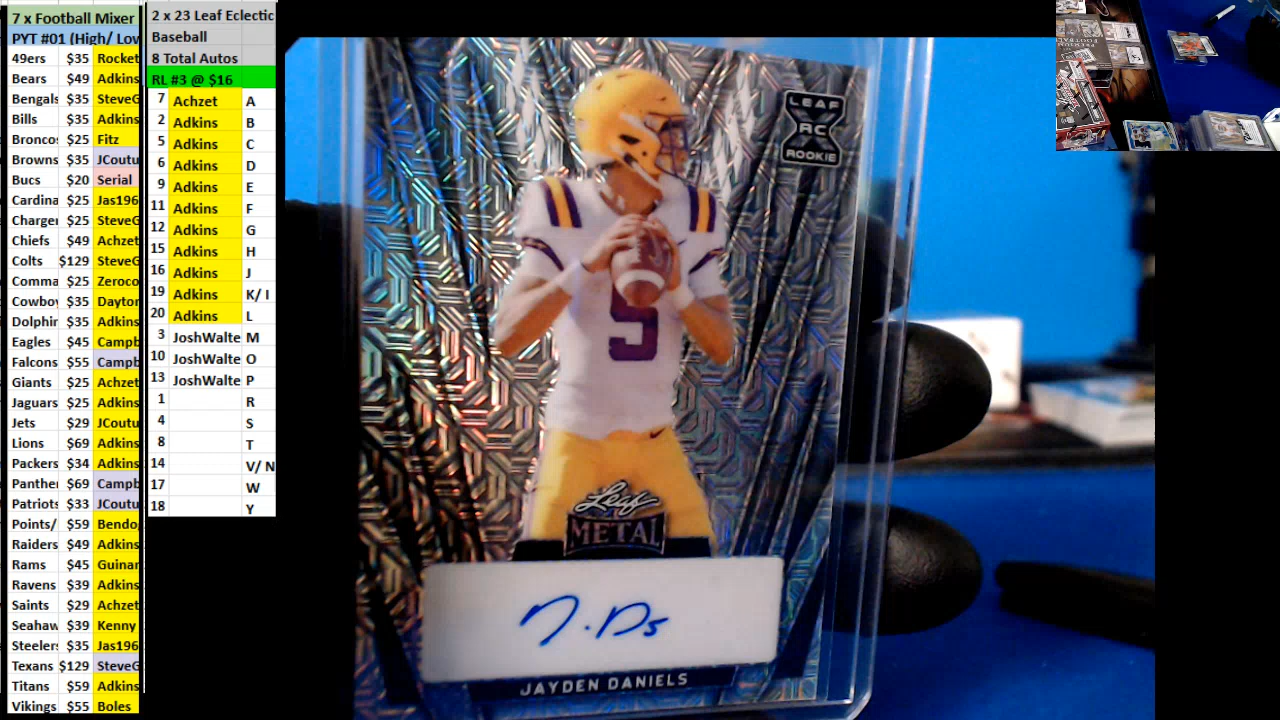 7 x Football Mixer
PYT #01 (High/ Lov
49ers $35 Rocket
Bears $49 Adkins
Bengals $35 SteveG
Bills $35 Adkins
Bronco: $25 Fitz
Browns $35 JCoutu
Bucs $20 Serial
Cardina $25 Jas196
Charger $25 SteveG
Chiefs $49 Achzet
Colts $129 SteveG
Comma $25 Zeroco
Cowboy $35 Dayton
Dolphir $35 Adkins
Eagles $45 Campb
Falcons $55 Campb
Giants $25 Achzet
Jaguars $25 Adkins
Jets $29 JCoutu
Lions $69 Adkins
Packers $34 Adkins
Panthe $69 Campb
Patriots $33 JCoutu
Points/ $59 Bendo
Raiders $49 Adkins
Rams $45 Guinar
Ravens $39 Adkins
Saints $29 Achzet
Seahaw $39 Kenny
Steelers $35 Jas196
Texans $129 SteveG
Titans $59 Adkins
Vikings $55 Boles
2 x 23 Leaf Eclectic
Baseball
8 Total Autos
RL #3 @ $16
7 Achzet A
2 Adkins B
5 Adkins C
6 Adkins D
9 Adkins E
11 Adkins F
12 Adkins G
15 Adkins H
16 Adkins J
19 Adkins K/ I
20 Adkins L
3 JoshWalte M
10 JoshWalte O
13 JoshWalte P
1 R
4 S
8 T
14 V/ N
17 W
18 Y
LEAF
RC
ROOKIE
5
Leaf
METAL
J.Ds
JAYDEN DANIELS